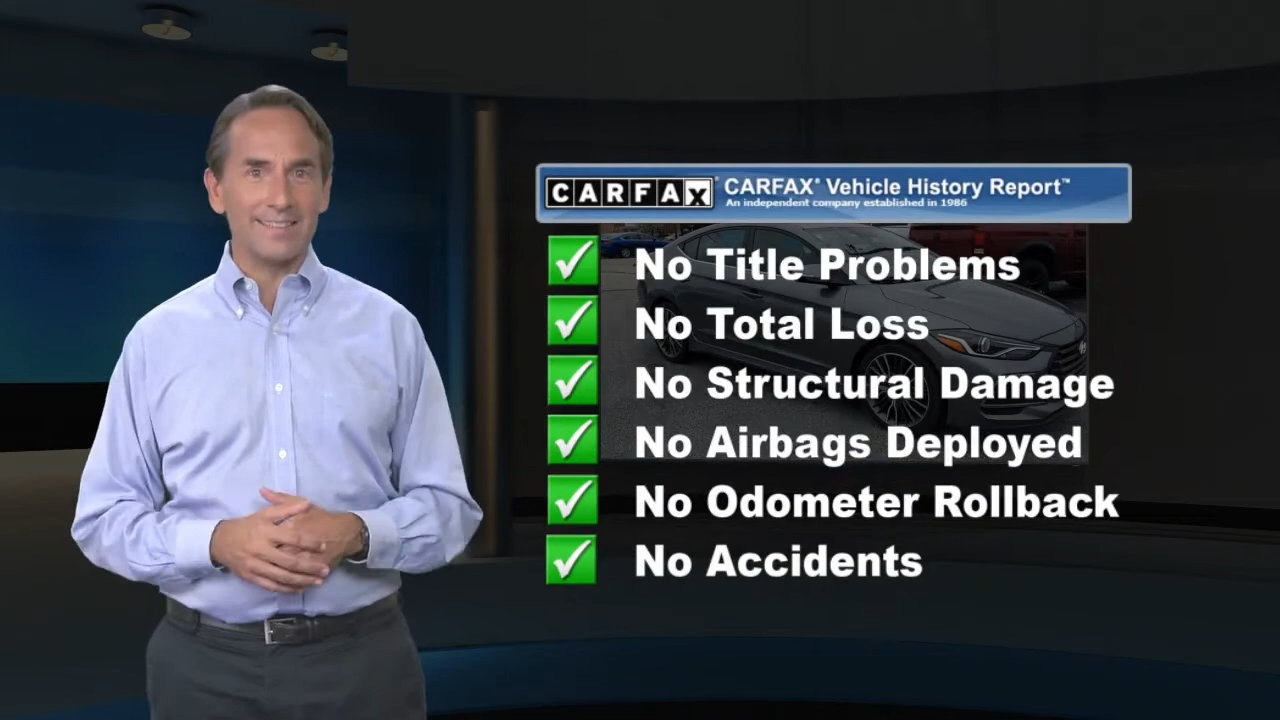 CARFAX
CARFAX® Vehicle History Report™
An independent company established in 1986
No Title Problems
No Total Loss
No Structural Damage
No Airbags Deployed
No Odometer Rollback
No Accidents